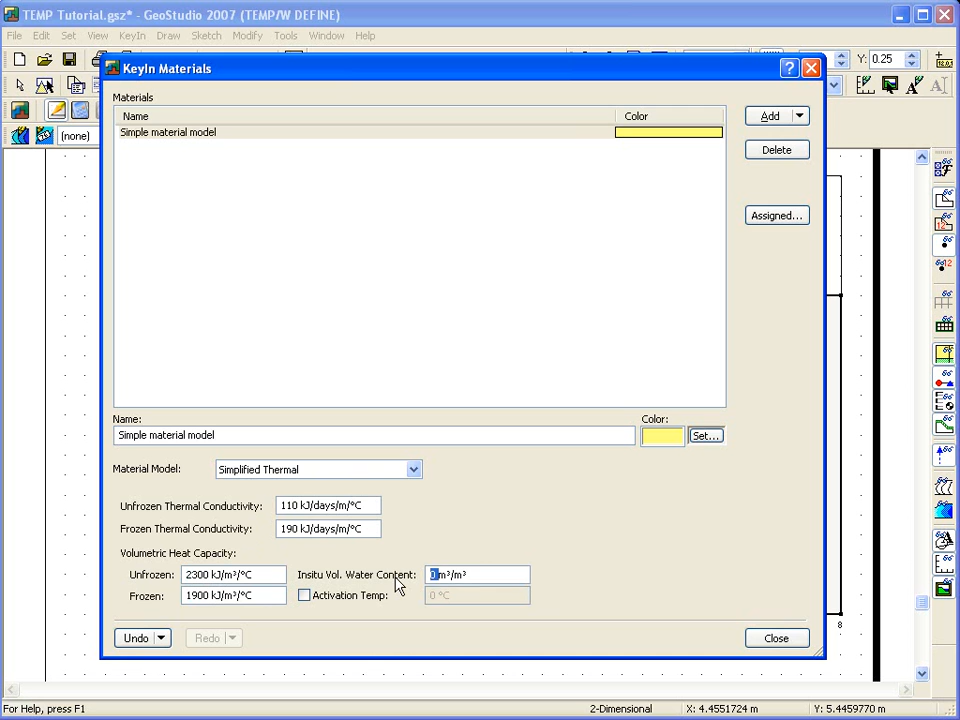 TEMP Tutorial.gsz* - GeoStudio 2007 (TEMP/W DEFINE)
File Edit Set View KeyIn Draw Sketch Modify Tools Window Help
Y: 0.25
(none)
KeyIn Materials
Materials
Name Color
Simple material model
Add
Delete
Assigned...
Name: Color:
Simple material model Set...
Material Model: Simplified Thermal
Unfrozen Thermal Conductivity: 110 kJ/days/m/°C
Frozen Thermal Conductivity: 190 kJ/days/m/°C
Volumetric Heat Capacity:
Unfrozen: 2300 kJ/m³/°C Insitu Vol. Water Content: 0 m³/m³
Frozen: 1900 kJ/m³/°C Activation Temp: 0 °C
8
Undo Redo Close
For Help, press F1 2-Dimensional X: 4.4551724 m Y: 5.4459770 m